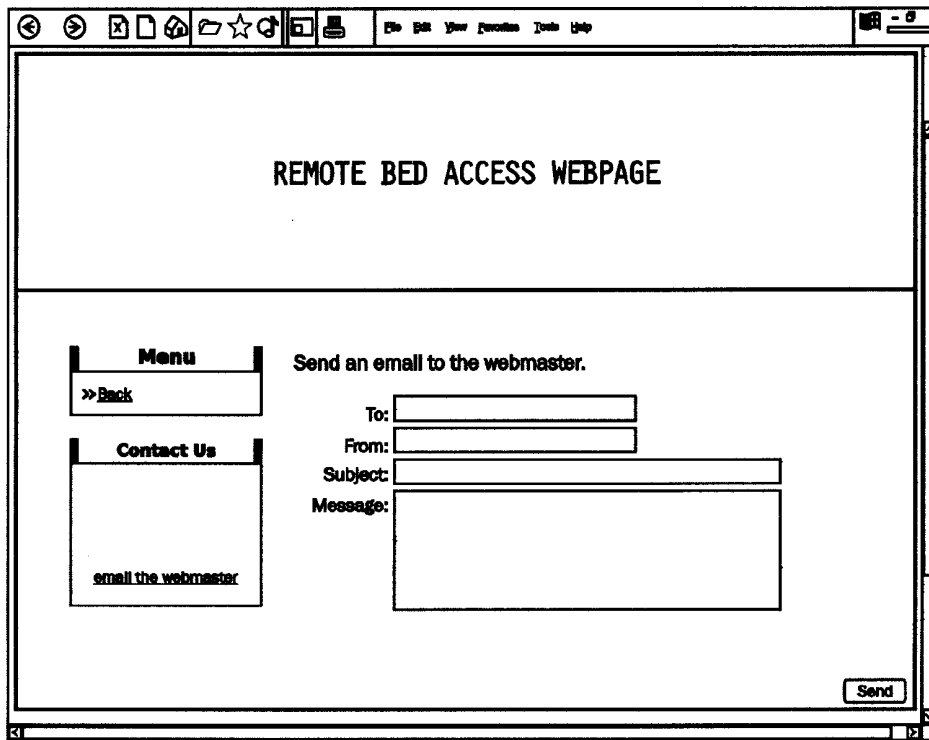 File Edit View Favorites Tools Help
REMOTE BED ACCESS WEBPAGE
Menu
>> Back
Contact Us
email the webmaster
Send an email to the webmaster.
To:
From:
Subject:
Message:
Send